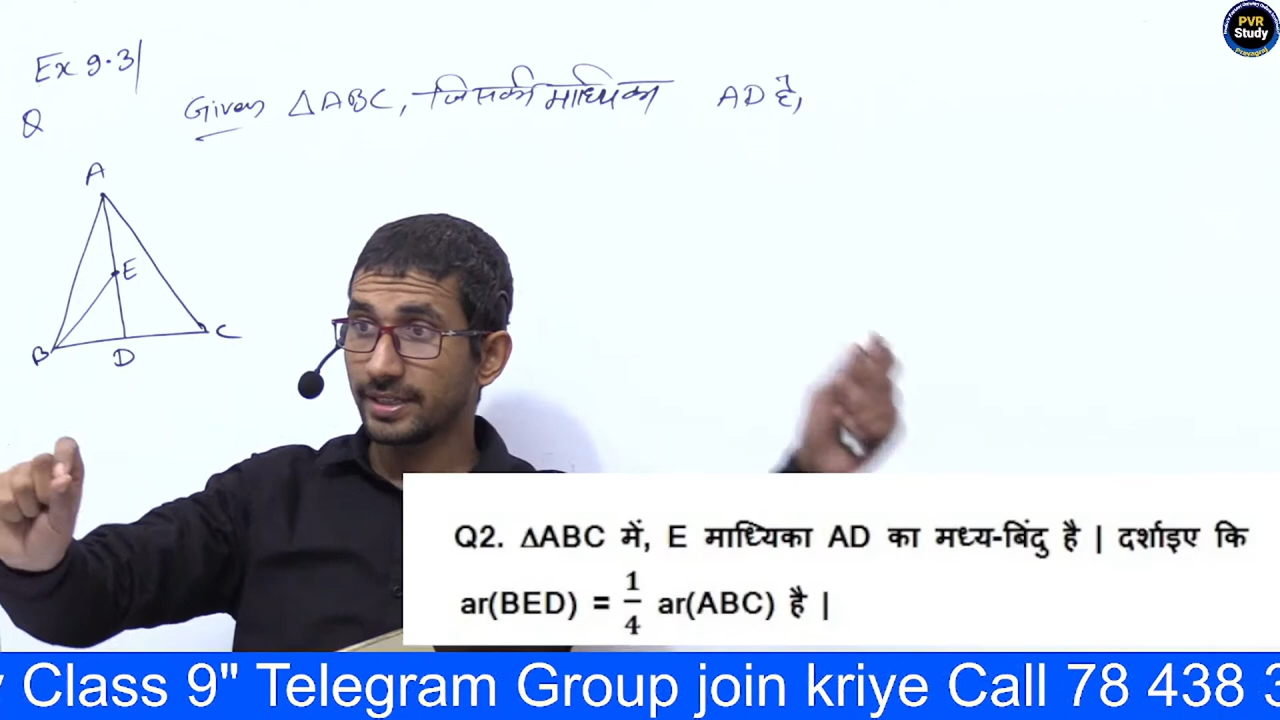 Ex 9.3
Q
Given △ABC, जिसकी माध्यिका AD है,
A
E
B
D
C
PVR
Study
Q2. ∆ABC में, E माध्यिका AD का मध्य-बिंदु है | दर्शाइए कि
ar(BED) = 1/4 ar(ABC) है |
Class 9" Telegram Group join kriye Call 78 438